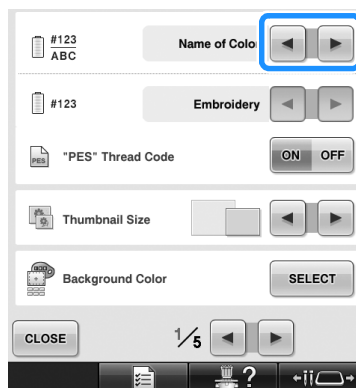 #123
ABC
Name of Colo
#123
Embroidery
PES
"PES" Thread Code
ON OFF
Thumbnail Size
Background Color
SELECT
CLOSE
1/5
?